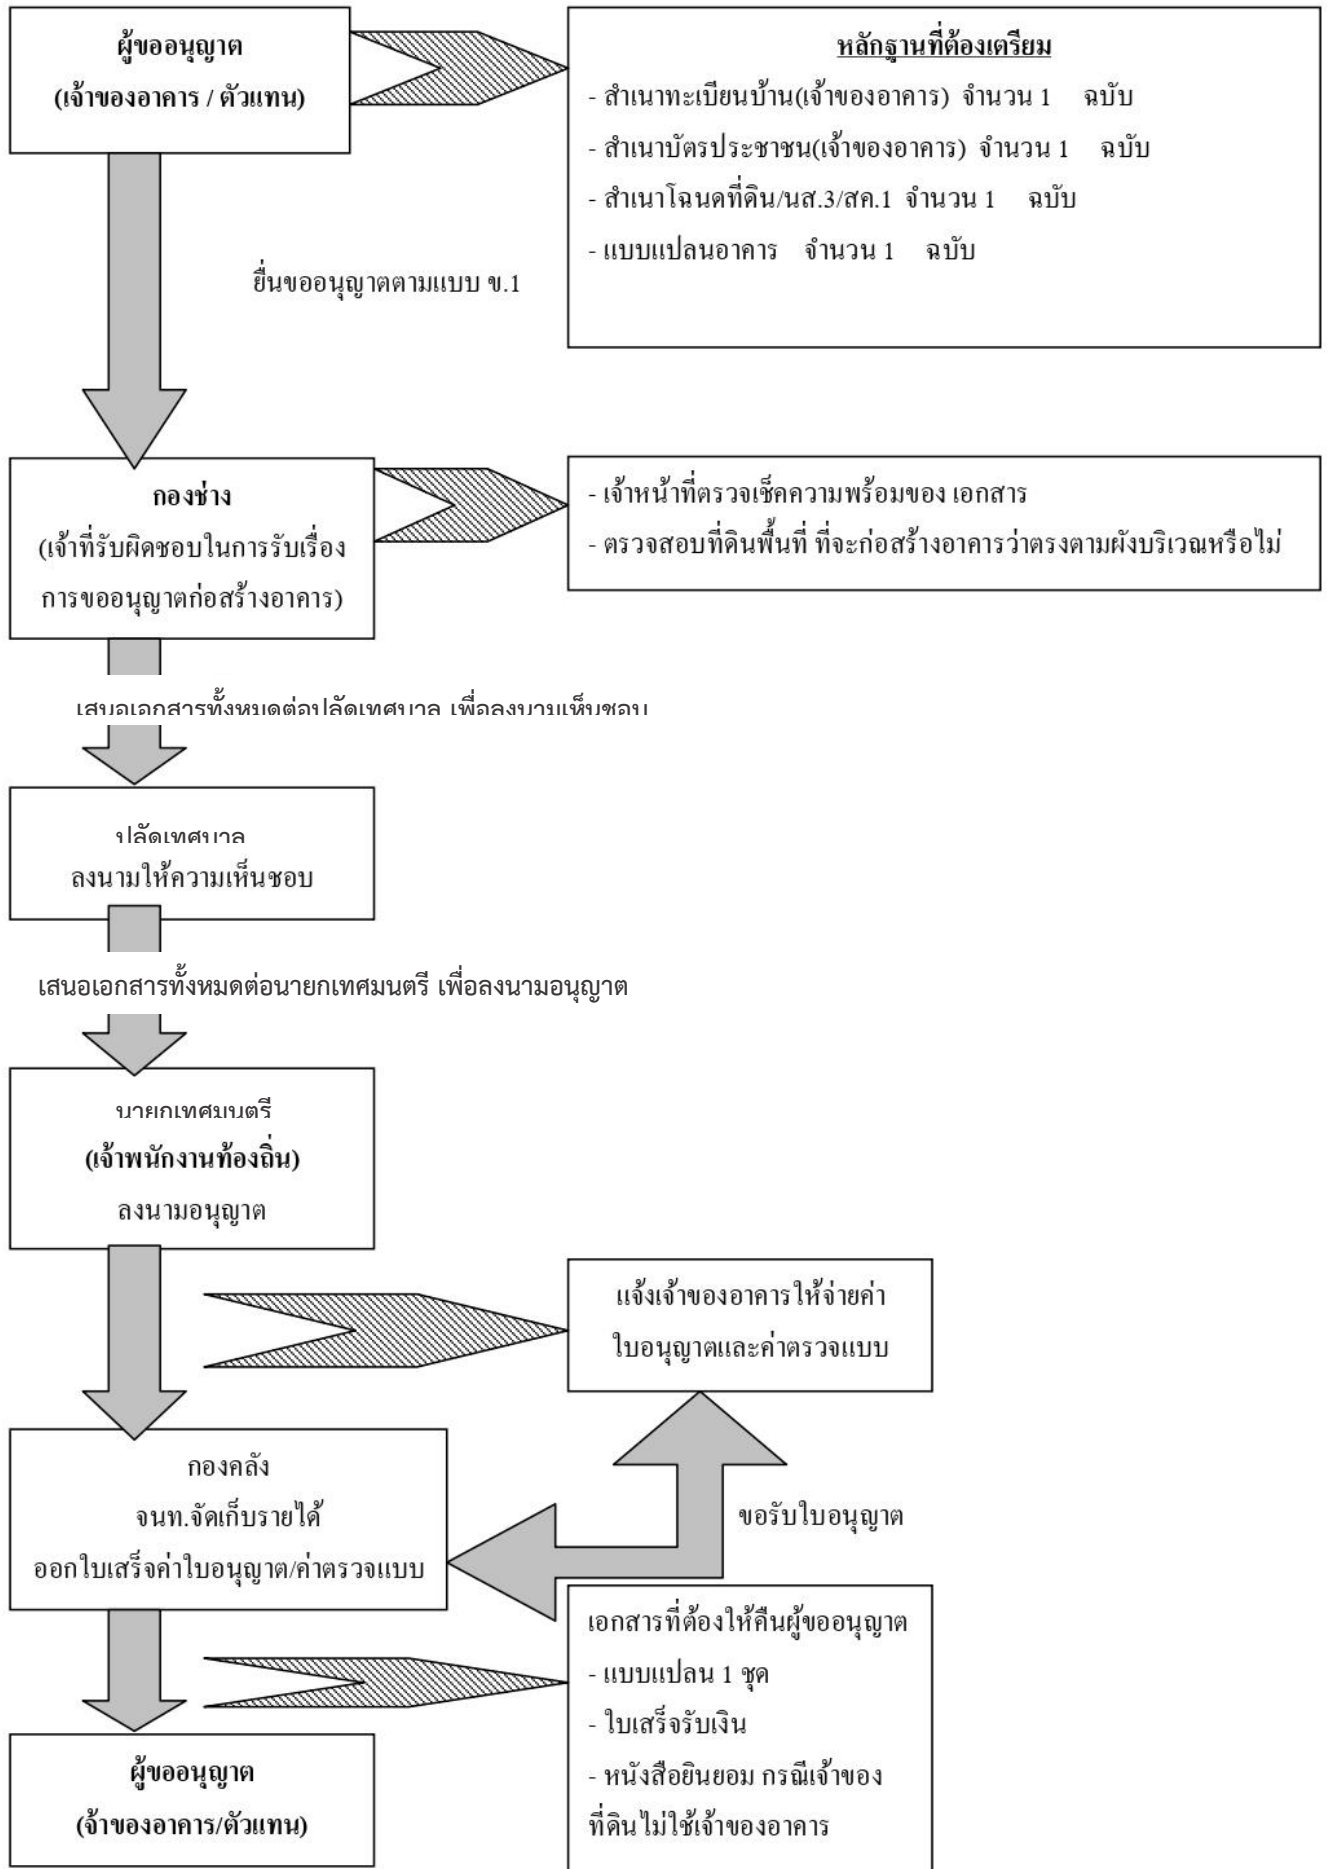 ผู้ขออนุญาต
(เจ้าของอาคาร / ตัวแทน)
หลักฐานที่ต้องเตรียม
- สำเนาทะเบียนบ้าน(เจ้าของอาคาร) จำนวน 1 ฉบับ
- สำเนาบัตรประชาชน(เจ้าของอาคาร) จำนวน 1 ฉบับ
- สำเนาโฉนดที่ดิน/นส.3/สค.1 จำนวน 1 ฉบับ
- แบบแปลนอาคาร จำนวน 1 ฉบับ
ยื่นขออนุญาตตามแบบ ข.1
กองช่าง
(เจ้าที่รับผิดชอบในการรับเรื่อง
การขออนุญาตก่อสร้างอาคาร)
- เจ้าหน้าที่ตรวจเช็คความพร้อมของ เอกสาร
- ตรวจสอบที่ดินพื้นที่ ที่จะก่อสร้างอาคารว่าตรงตามผังบริเวณหรือไม่
เสนอเอกสารทั้งหมดต่อปลัดเทศบาล เพื่อลงนามเห็นชอบ
ปลัดเทศบาล
ลงนามให้ความเห็นชอบ
เสนอเอกสารทั้งหมดต่อนายกเทศมนตรี เพื่อลงนามอนุญาต
นายกเทศมนตรี
(เจ้าพนักงานท้องถิ่น)
ลงนามอนุญาต
แจ้งเจ้าของอาคารให้จ่ายค่า
ใบอนุญาตและค่าตรวจแบบ
กองคลัง
จนท.จัดเก็บรายได้
ออกใบเสร็จค่าใบอนุญาต/ค่าตรวจแบบ
ขอรับใบอนุญาต
เอกสารที่ต้องให้คืนผู้ขออนุญาต
- แบบแปลน 1 ชุด
- ใบเสร็จรับเงิน
- หนังสือยินยอม กรณีเจ้าของ
ที่ดินไม่ใช้เจ้าของอาคาร
ผู้ขออนุญาต
(จ้าของอาคาร/ตัวแทน)